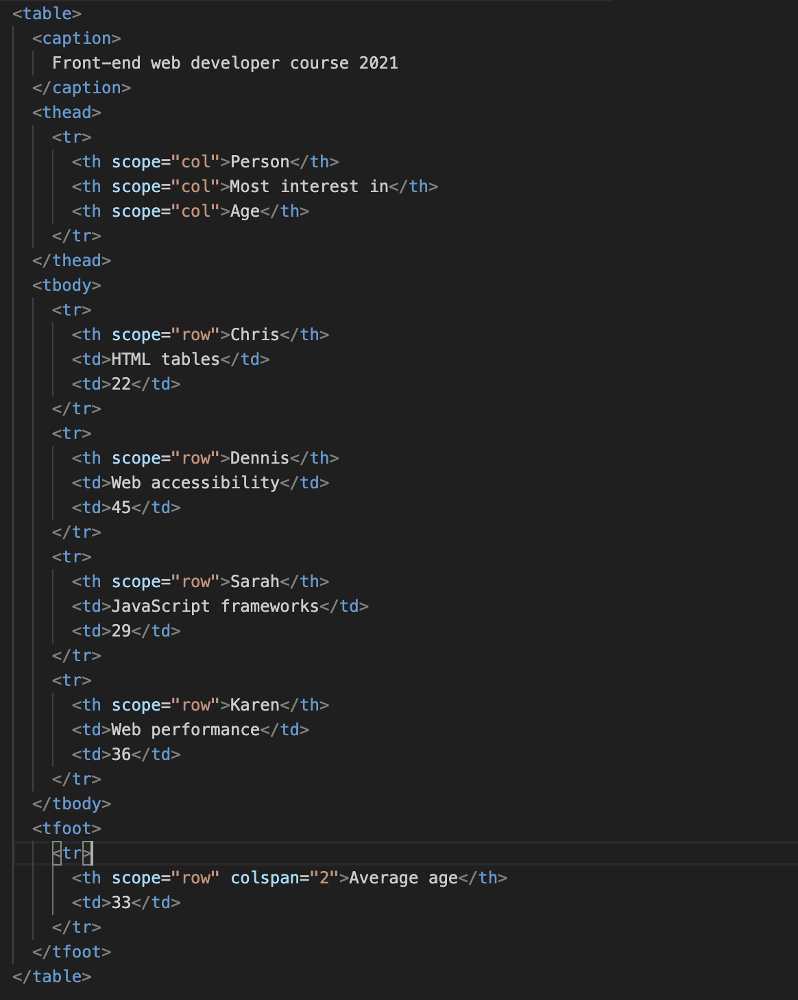 <table>
<caption>
Front-end web developer course 2021
</caption>
<thead>
<tr>
<th scope="col">Person</th>
<th scope="col">Most interest in</th>
<th scope="col">Age</th>
</tr>
</thead>
<tbody>
<tr>
<th scope="row">Chris</th>
<td>HTML tables</td>
<td>22</td>
</tr>
<tr>
<th scope="row">Dennis</th>
<td>Web accessibility</td>
<td>45</td>
</tr>
<tr>
<th scope="row">Sarah</th>
<td>JavaScript frameworks</td>
<td>29</td>
</tr>
<tr>
<th scope="row">Karen</th>
<td>Web performance</td>
<td>36</td>
</tr>
</tbody>
<tfoot>
<tr>
<th scope="row" colspan="2">Average age</th>
<td>33</td>
</tr>
</tfoot>
</table>